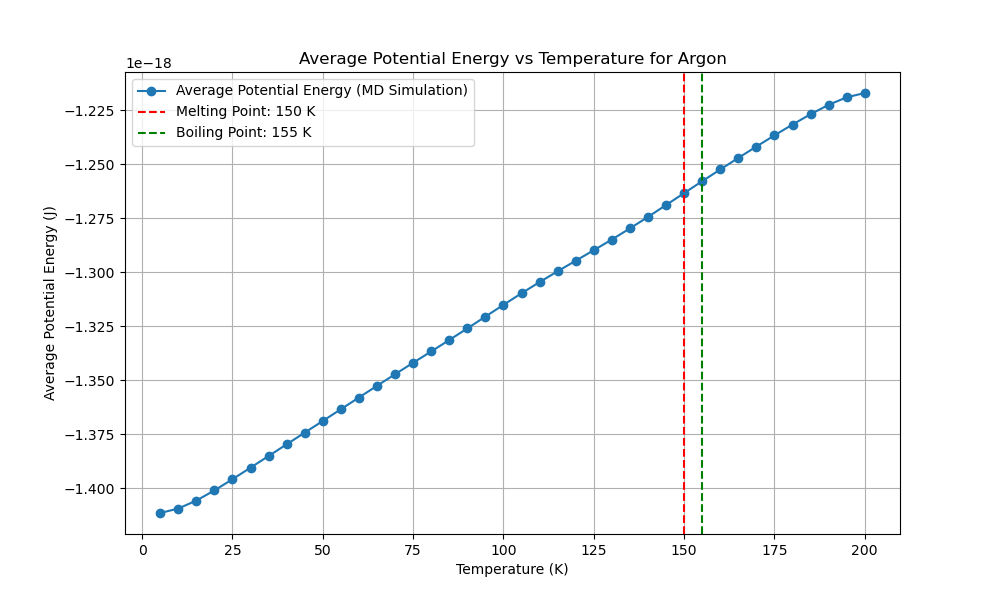 Average Potential Energy vs Temperature for Argon
1e−18
Average Potential Energy (MD Simulation)
Melting Point: 150 K
Boiling Point: 155 K
Average Potential Energy (J)
−1.225
−1.250
−1.275
−1.300
−1.325
−1.350
−1.375
−1.400
0 25 50 75 100 125 150 175 200
Temperature (K)